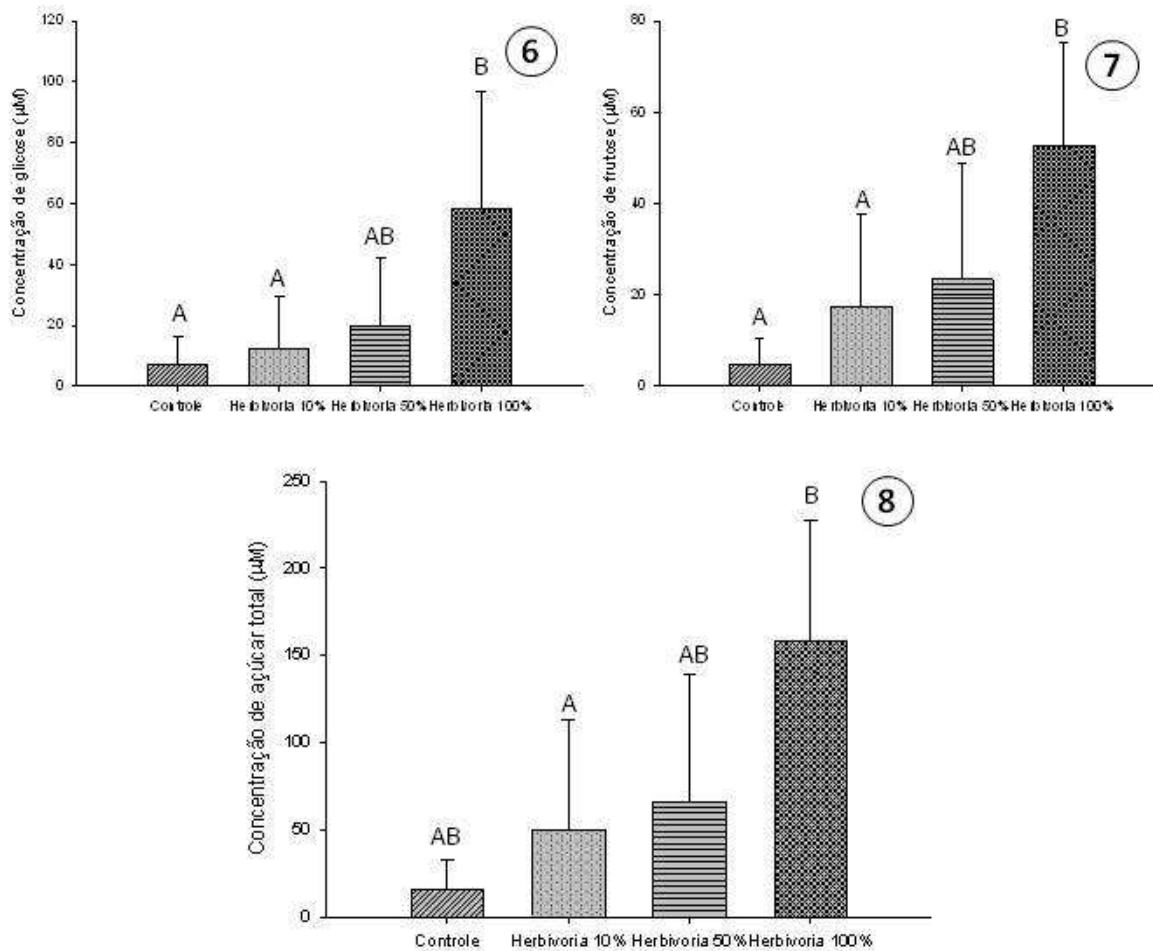 120
100
80
60
40
20
0
Concentração de glicose (µM)
A
A
AB
B
6
Controle
Herbivoria 10%
Herbivoria 50%
Herbivoria 100%
80
60
40
20
0
Concentração de frutose (µM)
A
A
AB
B
7
Controle
Herbivoria 10%
Herbivoria 50%
Herbivoria 100%
250
200
150
100
50
0
Concentração de açúcar total (µM)
AB
A
AB
B
8
Controle
Herbivoria 10%
Herbivoria 50%
Herbivoria 100%